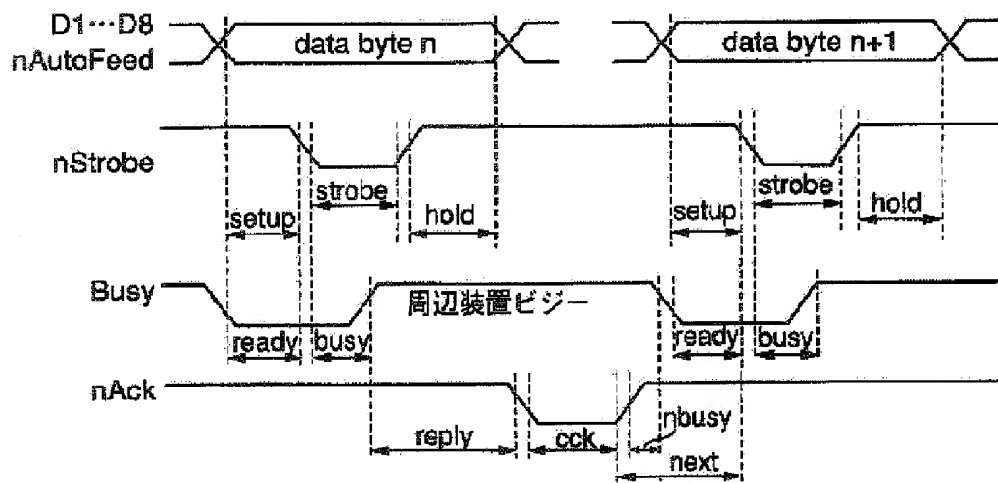 D1…D8
data byte n
data byte n+1
nAutoFeed
nStrobe
strobe
strobe
setup
hold
setup
hold
Busy
周辺装置ビジー
ready
busy
ready
busy
nAck
nbusy
reply
cck
next